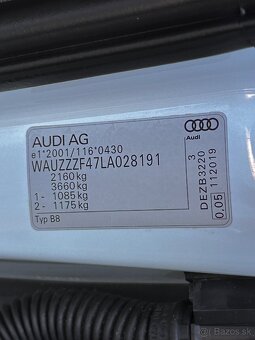 AUDI AG
e1*2001/116*0430
WAUZZZF47LA028191
2160kg
3660kg
1- 1085kg
2- 1175kg
Typ BB
Audi
3
DEZB3220
0,05 112019
bazos.sk